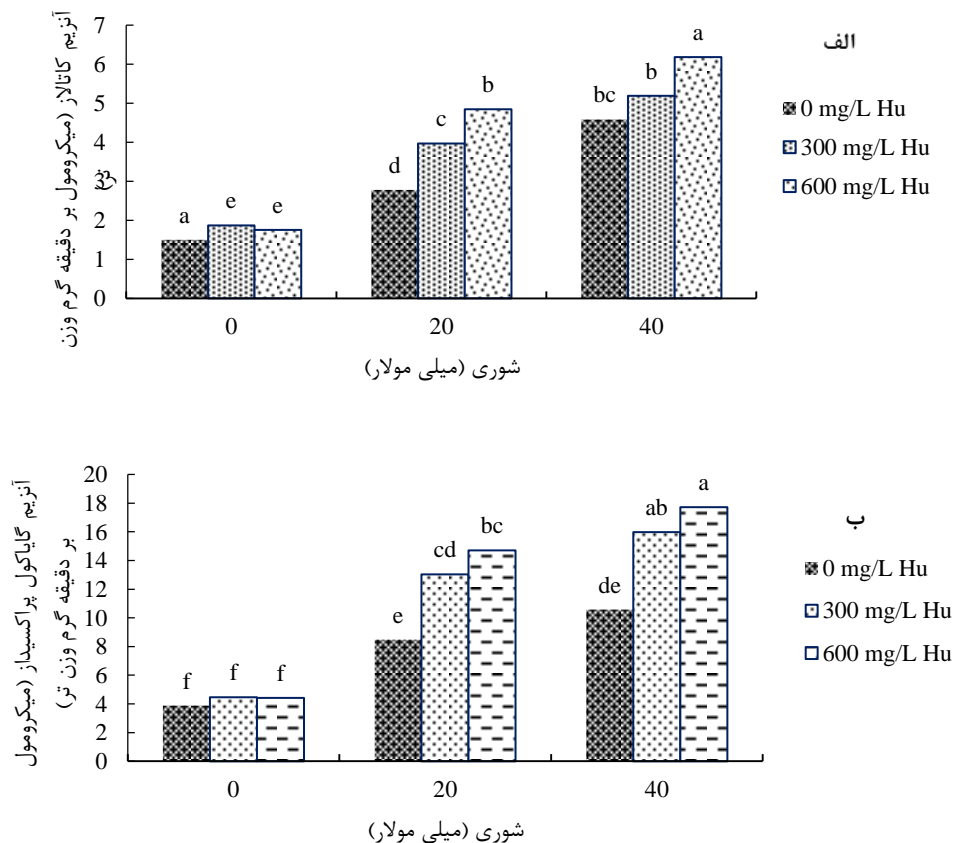 آنزیم کاتالاز (میکرومول بر دقیقه گرم وزن
تر)
7
6
5
4
3
2
1
0
a e e
d c b
bc b a
0 20 40
شوری (میلی مولار)
الف
0 mg/L Hu
300 mg/L Hu
600 mg/L Hu
آنزیم گایاکول پراکسیداز (میکرومول
بر دقیقه گرم وزن تر)
20
18
16
14
12
10
8
6
4
2
0
f f f
e cd bc
de ab a
0 20 40
شوری (میلی مولار)
ب
0 mg/L Hu
300 mg/L Hu
600 mg/L Hu